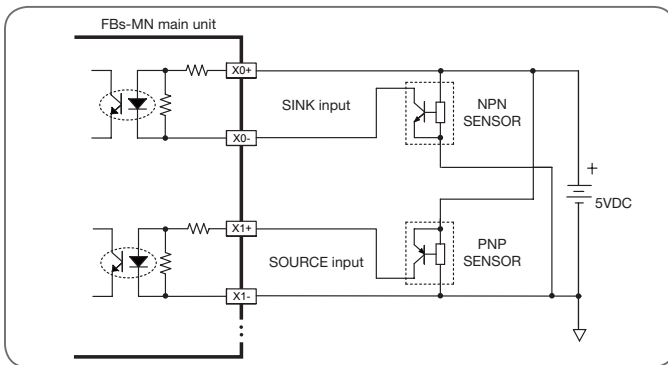 FBs-MN main unit
X0+
SINK input
NPN
SENSOR
X0-
+
5VDC
X1+
SOURCE input
PNP
SENSOR
X1-